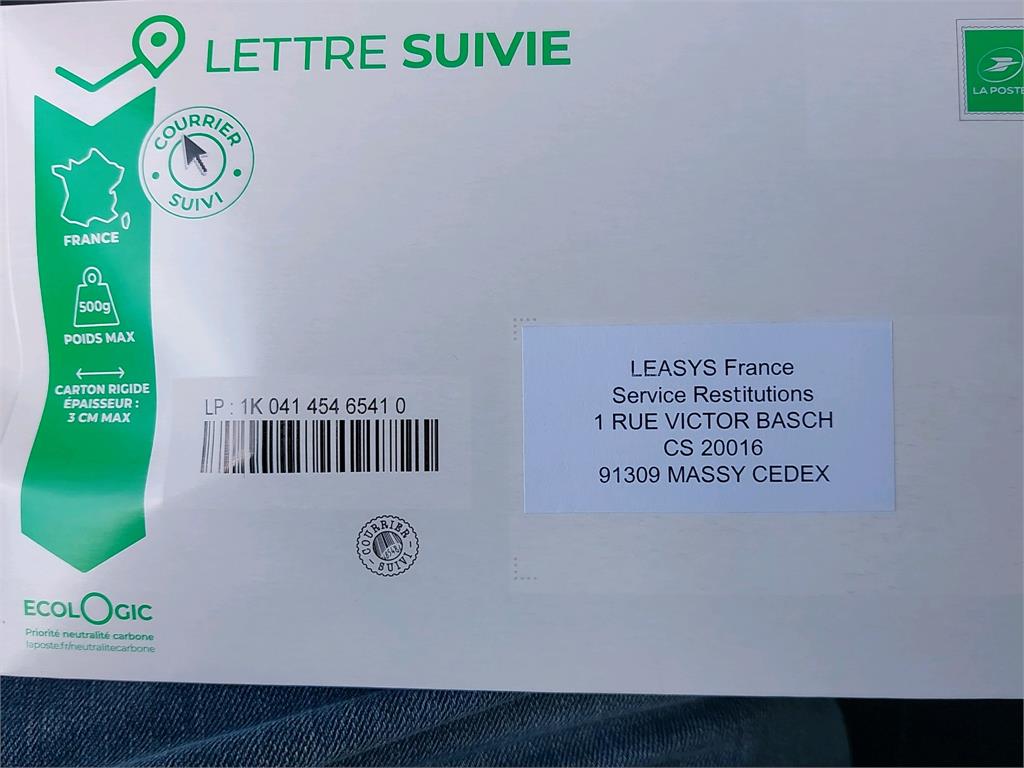 LETTRE SUIVIE
LA POSTE
COURRIER
SUIVI
FRANCE
500g
POIDS MAX
CARTON RIGIDE
ÉPAISSEUR :
3 CM MAX
LP : 1K 041 454 6541 0
COURRIER
SUIVI
LEASYS France
Service Restitutions
1 RUE VICTOR BASCH
CS 20016
91309 MASSY CEDEX
ECOLOGIC
Priorité neutralité carbone
laposte.fr/neutralitecarbone